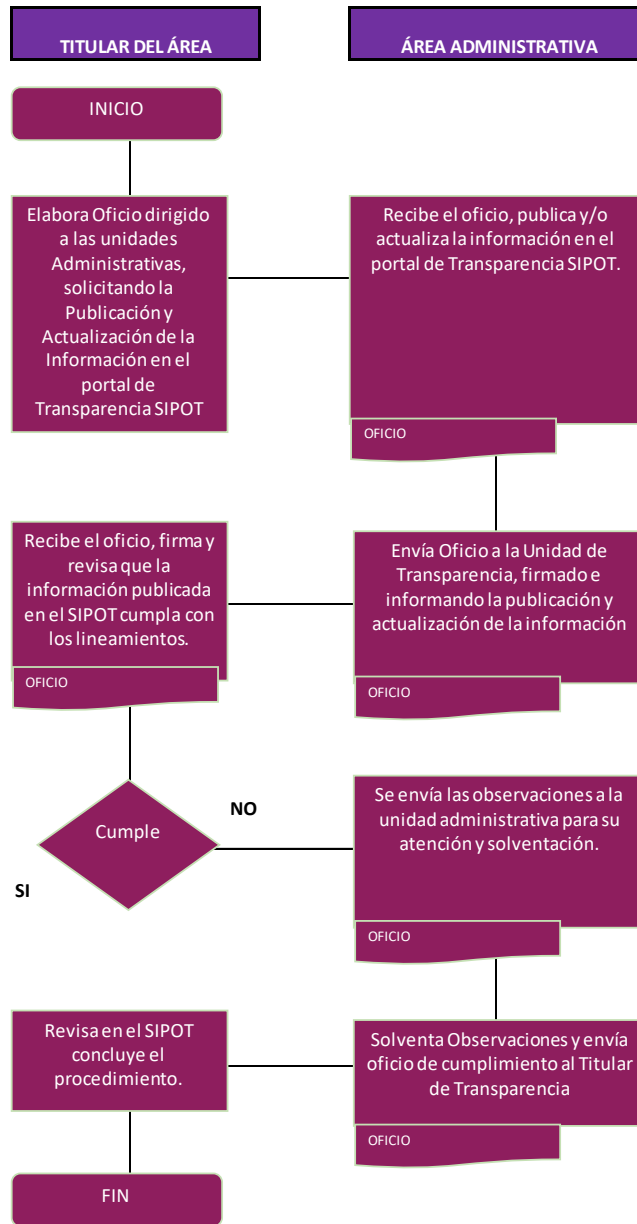 TITULAR DEL ÁREA
ÁREA ADMINISTRATIVA
INICIO
Elabora Oficio dirigido
a las unidades
Administrativas,
solicitando la
Publicación y
Actualización de la
Información en el
portal de
Transparencia SIPOT
Recibe el oficio, publica y/o
actualiza la información en el
portal de Transparencia SIPOT.
OFICIO
Recibe el oficio, firma y
revisa que la
información publicada
en el SIPOT cumpla con
los lineamientos.
OFICIO
Envía Oficio a la Unidad de
Transparencia, firmado e
informando la publicación y
actualización de la información
OFICIO
Cumple
NO
SI
Se envía las observaciones a la
unidad administrativa para su
atención y solventación.
OFICIO
Revisa en el SIPOT
concluye el
procedimiento.
Solventa Observaciones y envía
oficio de cumplimiento al Titular
de Transparencia
OFICIO
FIN